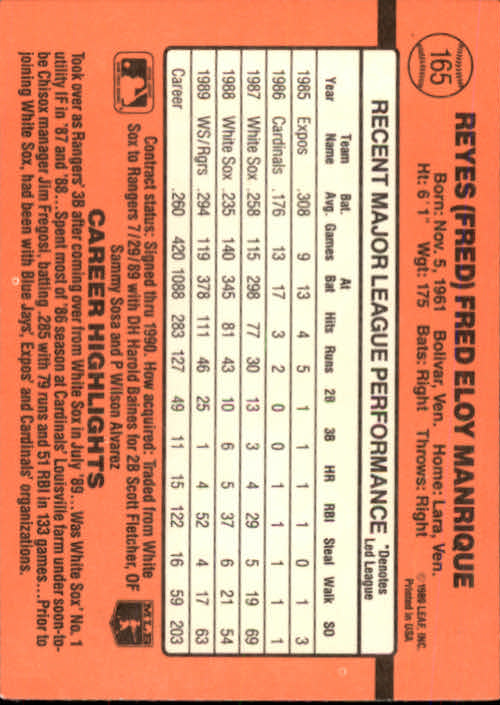 165
REYES (FRED) FRED ELOY MANRIQUE
Born: Nov. 5, 1961 Bolivar, Ven. Home: Lara, Ven.
Ht: 6'1" Wgt: 175 Bats: Right Throws: Right
© 1989 LEAF, INC.
Printed in USA
RECENT MAJOR LEAGUE PERFORMANCE
*Denotes
Led League
Year Team Name Bat. Avg. Games At Bat Hits Runs 2B 3B HR RBI Steal Walk SO
1985 Expos .308 9 13 4 5 1 1 1 1 0 1 3
1986 Cardinals .176 13 17 3 2 0 0 1 1 1 1 1
1987 White Sox .258 115 298 77 30 13 3 4 29 5 19 69
1988 White Sox .235 140 345 81 43 10 6 5 37 6 21 54
1989 WS/Rgrs .294 119 378 111 46 25 1 4 52 4 17 63
Career .260 420 1088 283 127 49 11 15 122 16 59 203
Contract status: Signed thru 1990. How acquired: Traded from White
Sox to Rangers 7/29/89 with DH Harold Baines for 2B Scott Fletcher, OF
Sammy Sosa and P Wilson Alvarez
MLB
CAREER HIGHLIGHTS
Took over as Rangers' 38 after coming over from White Sox in July '89...Was White Sox' No. 1
utility IF in '87 and '88...Spent most of '86 season at Cardinals' Louisville farm under soon-to-
be Chisox manager Jim Fregosi, batting .285 with 79 runs and 51 RBI in 133 games...Prior to
joining White Sox, had been with Blue Jays', Expos' and Cardinals' organizations.